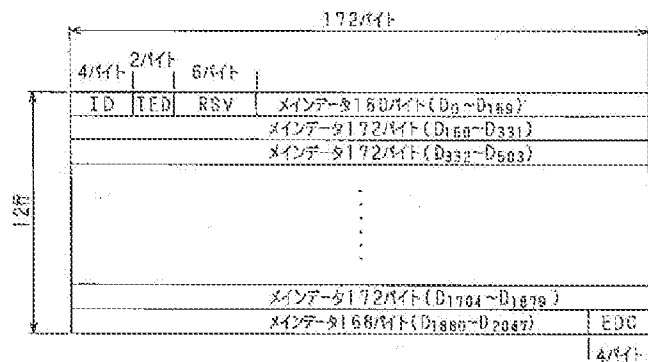 172バイト
4バイト 2バイト 6バイト
ID IED RSV メインデータ160バイト(D0~D159)
メインデータ172バイト(D160~D331)
メインデータ172バイト(D332~D503)
12行
メインデータ172バイト(D1708~D1879)
メインデータ168バイト(D1880~D2047) EDC
4バイト